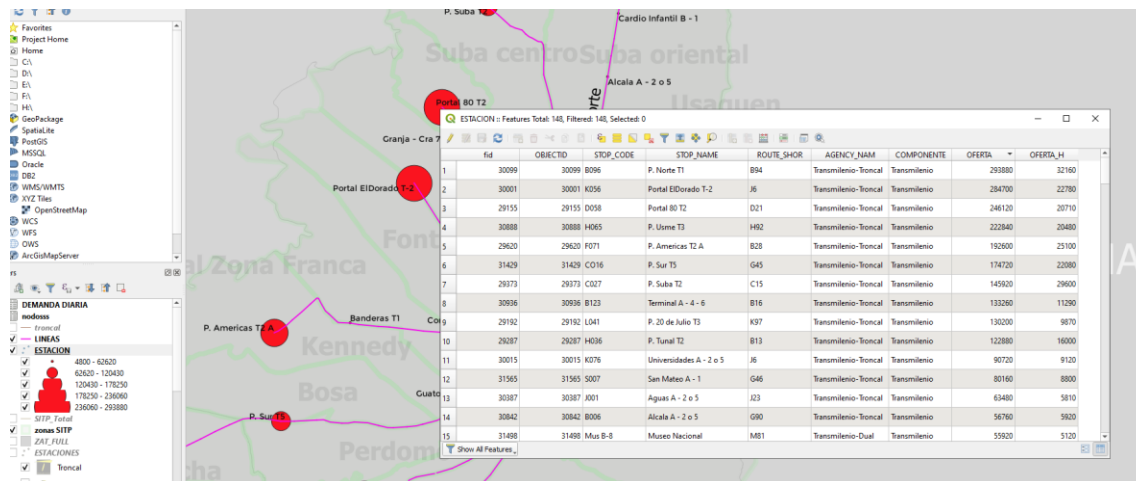 Favorites
Project Home
Home
C:\
D:\
E:\
F:\
H:\
GeoPackage
SpatiaLite
PostGIS
MSSQL
Oracle
DB2
WMS/WMTS
XYZ Tiles
OpenStreetMap
WCS
WFS
OWS
ArcGisMapServer
rs
DEMANDA DIARIA
nodosss
troncal
LINEAS
ESTACION
4800 - 62620
62620 - 120430
120430 - 178250
178250 - 236060
236060 - 293880
SITP_Total
zonas SITP
ZAT_FULL
ESTACIONES
Troncal
P. Suba T2
Cardio Infantil B - 1
Suba centro
Suba oriental
Alcala A - 2 o 5
rte
Usaquen
Portal 80 T2
Granja - Cra 7
Portal ElDorado T-2
Font
al Zona Franca
Banderas T1
P. Americas T2 A
Kennedy
Bosa
Guato
P. Sur T5
Perdom
cha
A
ESTACION :: Features Total: 148, Filtered: 148, Selected: 0
fid OBJECTID STOP_CODE STOP_NAME ROUTE_SHOR AGENCY_NAM COMPONENTE OFERTA OFERTA_H
1 30099 30099 B096 P. Norte T1 B94 Transmilenio-Troncal Transmilenio 293880 32160
2 30001 30001 K056 Portal ElDorado T-2 J6 Transmilenio-Troncal Transmilenio 284700 22780
3 29155 29155 D058 Portal 80 T2 D21 Transmilenio-Troncal Transmilenio 246120 20710
4 30888 30888 H065 P. Usme T3 H92 Transmilenio-Troncal Transmilenio 222840 20480
5 29620 29620 F071 P. Americas T2 A B28 Transmilenio-Troncal Transmilenio 192600 25100
6 31429 31429 CO16 P. Sur T5 G45 Transmilenio-Troncal Transmilenio 174720 22080
7 29373 29373 C027 P. Suba T2 C15 Transmilenio-Troncal Transmilenio 145920 29600
8 30936 30936 B123 Terminal A - 4 - 6 B16 Transmilenio-Troncal Transmilenio 133260 11290
9 29192 29192 L041 P. 20 de Julio T3 K97 Transmilenio-Troncal Transmilenio 130200 9870
10 29287 29287 H036 P. Tunal T2 B13 Transmilenio-Troncal Transmilenio 122880 16000
11 30015 30015 K076 Universidades A - 2 o 5 J6 Transmilenio-Troncal Transmilenio 90720 9120
12 31565 31565 S007 San Mateo A - 1 G46 Transmilenio-Troncal Transmilenio 80160 8800
13 30387 30387 J001 Aguas A - 2 o 5 J23 Transmilenio-Troncal Transmilenio 63480 5810
14 30842 30842 B006 Alcala A - 2 o 5 G90 Transmilenio-Troncal Transmilenio 56760 5920
15 31498 31498 Mus B-8 Museo Nacional M81 Transmilenio-Dual Transmilenio 55920 5120
Show All Features